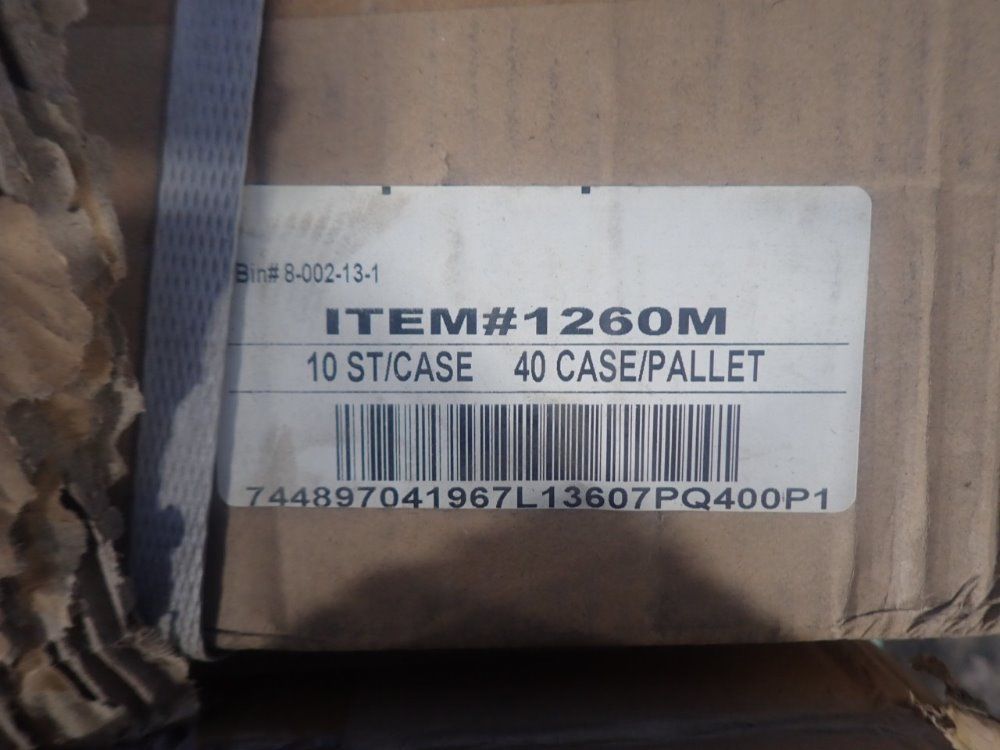 Bin# 8-002-13-1
ITEM#1260M
10 ST/CASE 40 CASE/PALLET
744897041967L13607PQ400P1